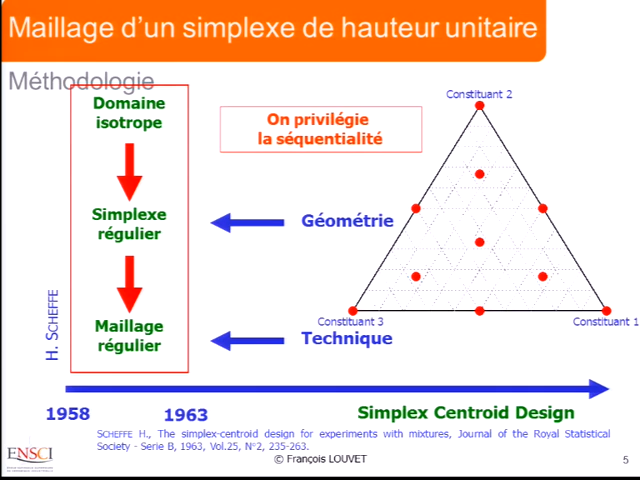 Maillage d'un simplexe de hauteur unitaire
Méthodologie
Domaine
isotrope
On privilégie
la séquentialité
Constituant 2
Simplexe
régulier
Géométrie
H. SCHEFFE
Maillage
régulier
Technique
Constituant 3
Constituant 1
1958
1963
Simplex Centroid Design
SCHEFFE H., The simplex-centroid design for experiments with mixtures, Journal of the Royal Statistical
Society - Serie B, 1963, Vol.25, N°2, 235-263.
ENSCI
© François LOUVET
5